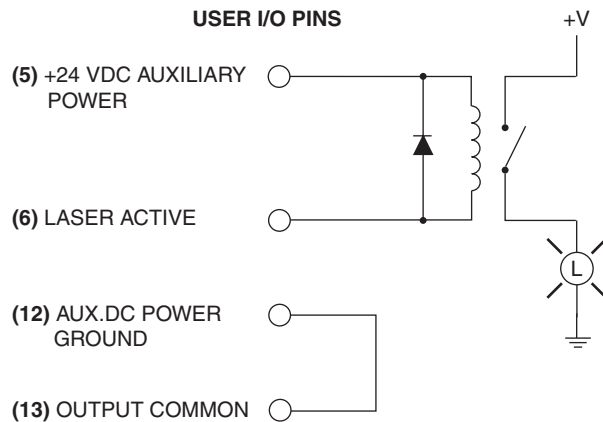 USER I/O PINS
+V
(5) +24 VDC AUXILIARY
POWER
(6) LASER ACTIVE
L
(12) AUX.DC POWER
GROUND
(13) OUTPUT COMMON